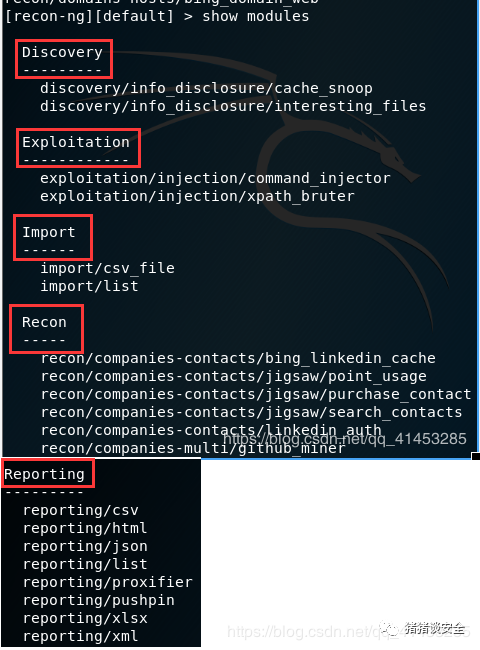 recon/domains-hosts/bing_domain_web
[recon-ng][default] > show modules
Discovery
---------
discovery/info_disclosure/cache_snoop
discovery/info_disclosure/interesting_files
Exploitation
------------
exploitation/injection/command_injector
exploitation/injection/xpath_bruter
Import
------
import/csv_file
import/list
Recon
-----
recon/companies-contacts/bing_linkedin_cache
recon/companies-contacts/jigsaw/point_usage
recon/companies-contacts/jigsaw/purchase_contact
recon/companies-contacts/jigsaw/search_contacts
recon/companies-contacts/linkedin_auth
https://blog.csdn.net/qq_41453285
recon/companies-multi/github_miner
Reporting
---------
reporting/csv
reporting/html
reporting/json
reporting/list
reporting/proxifier
reporting/pushpin
reporting/xlsx
reporting/xml
https://blog.csdn.net/qq_41453285
猪猪谈安全